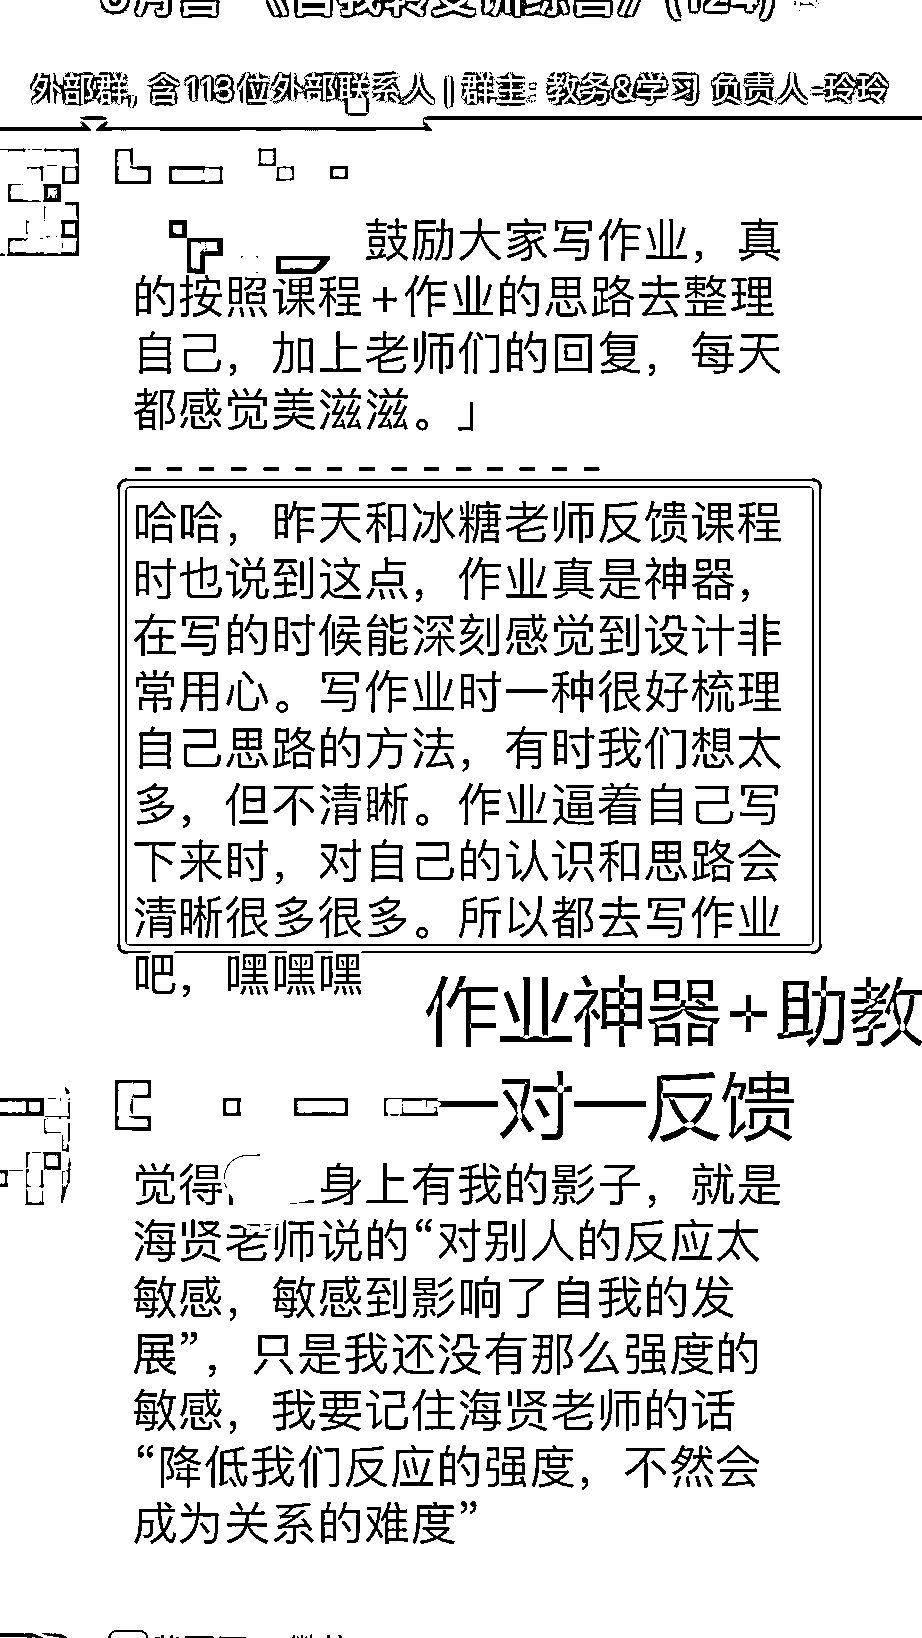 6月营 《自我转变训练营》(124)
外部群, 含113位外部联系人 | 群主: 教务&学习 负责人-玲玲
鼓励大家写作业，真
的按照课程+作业的思路去整理
自己，加上老师们的回复，每天
都感觉美滋滋。」
- - - - - - - - - - - - - - -
哈哈，昨天和冰糖老师反馈课程
时也说到这点，作业真是神器，
在写的时候能深刻感觉到设计非
常用心。写作业时一种很好梳理
自己思路的方法，有时我们想太
多，但不清晰。作业逼着自己写
下来时，对自己的认识和思路会
清晰很多很多。所以都去写作业
吧，嘿嘿嘿
作业神器+助教
一对一反馈
觉得 身上有我的影子，就是
海贤老师说的“对别人的反应太
敏感，敏感到影响了自我的发
展”，只是我还没有那么强度的
敏感，我要记住海贤老师的话
“降低我们反应的强度，不然会
成为关系的难度”